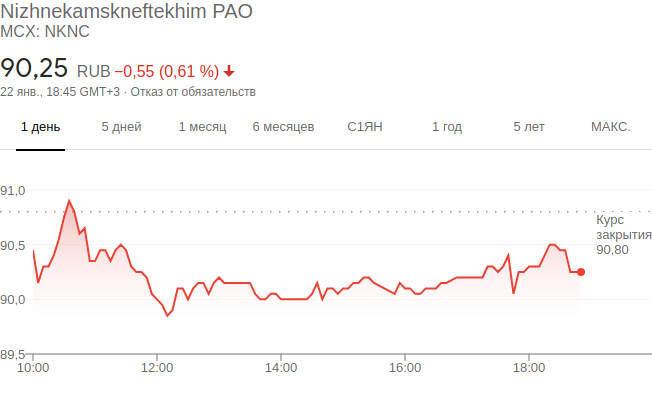 Nizhnekamskneftekhim PAO
MCX: NKNC
90,25 RUB −0,55 (0,61 %)
22 янв., 18:45 GMT+3 · Отказ от обязательств
1 день 5 дней 1 месяц 6 месяцев С1ЯН 1 год 5 лет МАКС.
91,0
Курс
закрытия
90,80
90,5
90,0
89,5
10:00 12:00 14:00 16:00 18:00